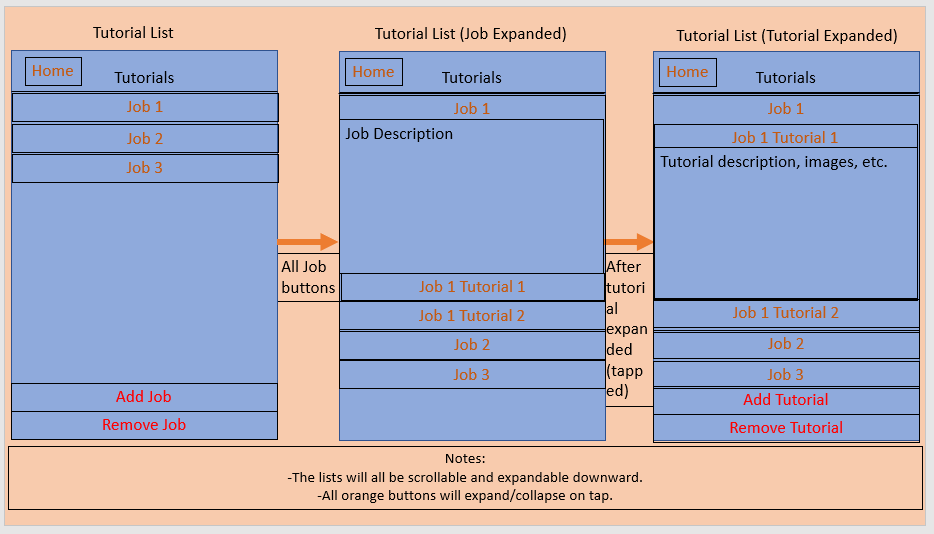 Tutorial List
Home
Tutorials
Job 1
Job 2
Job 3
Add Job
Remove Job
All Job
buttons
Tutorial List (Job Expanded)
Home
Tutorials
Job 1
Job Description
Job 1 Tutorial 1
Job 1 Tutorial 2
Job 2
Job 3
After
tutori
al
expan
ded
(tapp
ed)
Tutorial List (Tutorial Expanded)
Home
Tutorials
Job 1
Job 1 Tutorial 1
Tutorial description, images, etc.
Job 1 Tutorial 2
Job 2
Job 3
Add Tutorial
Remove Tutorial
Notes:
-The lists will all be scrollable and expandable downward.
-All orange buttons will expand/collapse on tap.